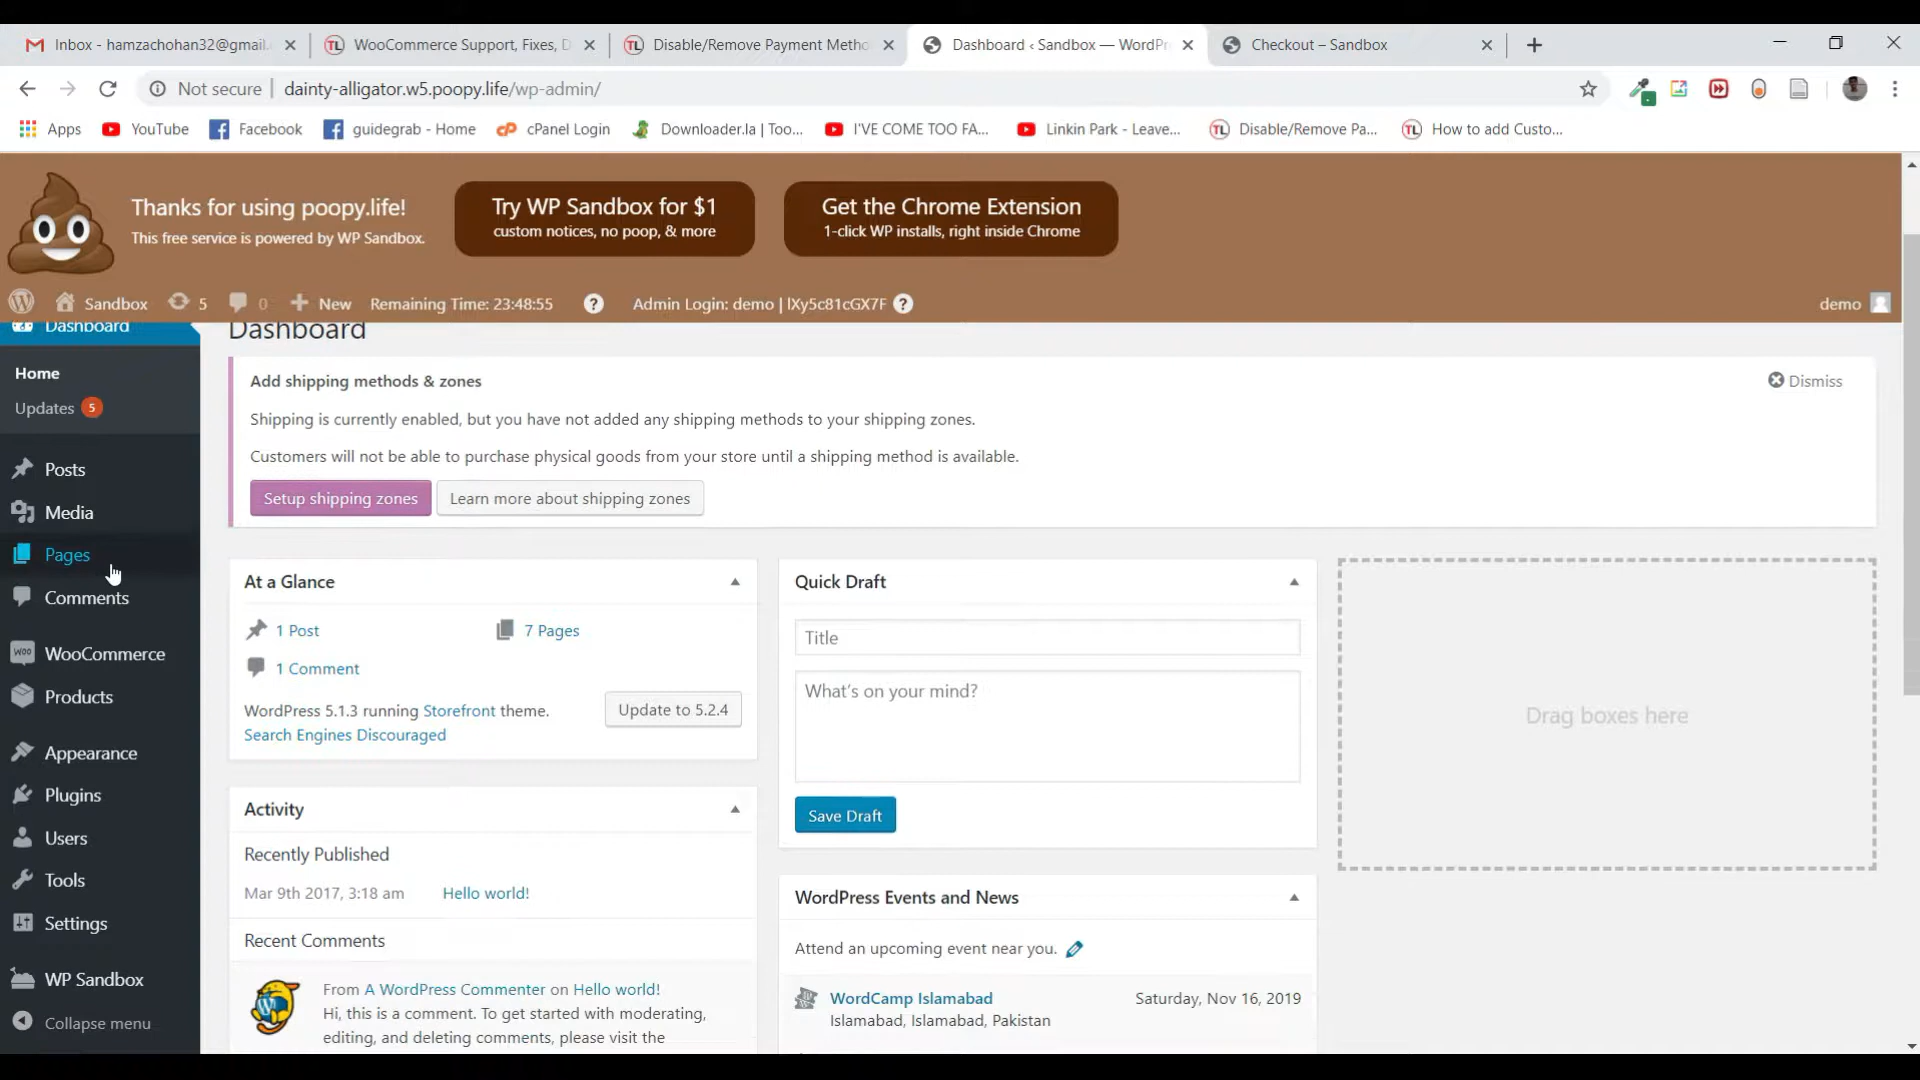 Inbox - hamzachohan32@gmail.
WooCommerce Support, Fixes, D
Disable/Remove Payment Metho
Dashboard ‹ Sandbox — WordPr
Checkout – Sandbox
Not secure | dainty-alligator.w5.poopy.life/wp-admin/
Apps
YouTube
Facebook
guidegrab - Home
cPanel Login
Downloader.la | Too...
I'VE COME TOO FA...
Linkin Park - Leave...
Disable/Remove Pa...
How to add Custo...
Thanks for using poopy.life!
This free service is powered by WP Sandbox.
Try WP Sandbox for $1
custom notices, no poop, & more
Get the Chrome Extension
1-click WP installs, right inside Chrome
Sandbox 5 0 New Remaining Time: 23:48:55 ? Admin Login: demo | lXy5c81cGX7F ? demo
Dashboard
Home
Updates 5
Posts
Media
Pages
Comments
WooCommerce
Products
Appearance
Plugins
Users
Tools
Settings
WP Sandbox
Collapse menu
Dashboard
Add shipping methods & zones
Dismiss
Shipping is currently enabled, but you have not added any shipping methods to your shipping zones.
Customers will not be able to purchase physical goods from your store until a shipping method is available.
Setup shipping zones
Learn more about shipping zones
At a Glance
1 Post
7 Pages
1 Comment
WordPress 5.1.3 running Storefront theme.
Update to 5.2.4
Search Engines Discouraged
Activity
Recently Published
Mar 9th 2017, 3:18 am Hello world!
Recent Comments
From A WordPress Commenter on Hello world!
Hi, this is a comment. To get started with moderating,
editing, and deleting comments, please visit the
Quick Draft
Title
What's on your mind?
Save Draft
WordPress Events and News
Attend an upcoming event near you.
WordCamp Islamabad Saturday, Nov 16, 2019
Islamabad, Islamabad, Pakistan
Drag boxes here